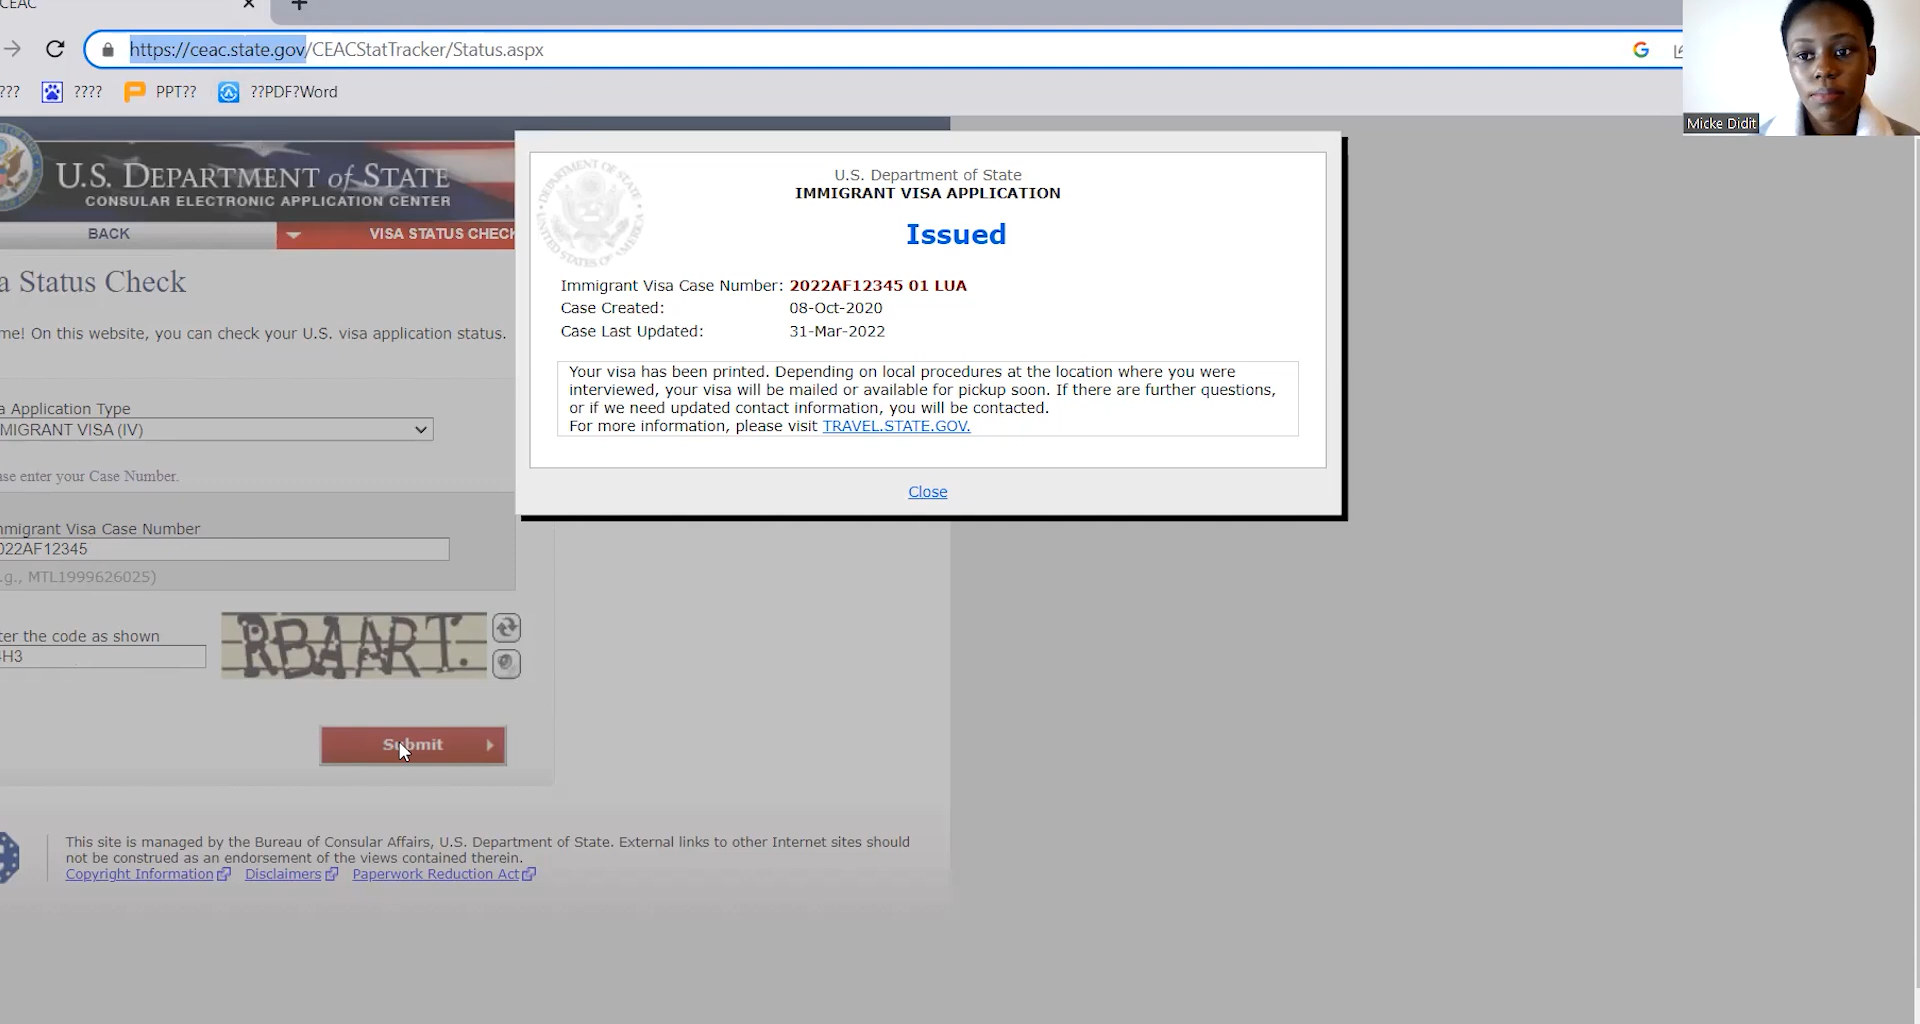 CEAC
https://ceac.state.gov/CEACStatTracker/Status.aspx
??? ???? PPT?? ??PDF?Word
Micke Didit
U.S. DEPARTMENT of STATE
CONSULAR ELECTRONIC APPLICATION CENTER
BACK VISA STATUS CHECK
a Status Check
me! On this website, you can check your U.S. visa application status.
a Application Type
MIGRANT VISA (IV)
ase enter your Case Number.
mmigrant Visa Case Number
022AF12345
.g., MTL1999626025)
ter the code as shown
H3
RBAART.
Submit
U.S. Department of State
IMMIGRANT VISA APPLICATION
Issued
Immigrant Visa Case Number: 2022AF12345 01 LUA
Case Created: 08-Oct-2020
Case Last Updated: 31-Mar-2022
Your visa has been printed. Depending on local procedures at the location where you were
interviewed, your visa will be mailed or available for pickup soon. If there are further questions,
or if we need updated contact information, you will be contacted.
For more information, please visit TRAVEL.STATE.GOV.
Close
This site is managed by the Bureau of Consular Affairs, U.S. Department of State. External links to other Internet sites should
not be construed as an endorsement of the views contained therein.
Copyright Information Disclaimers Paperwork Reduction Act